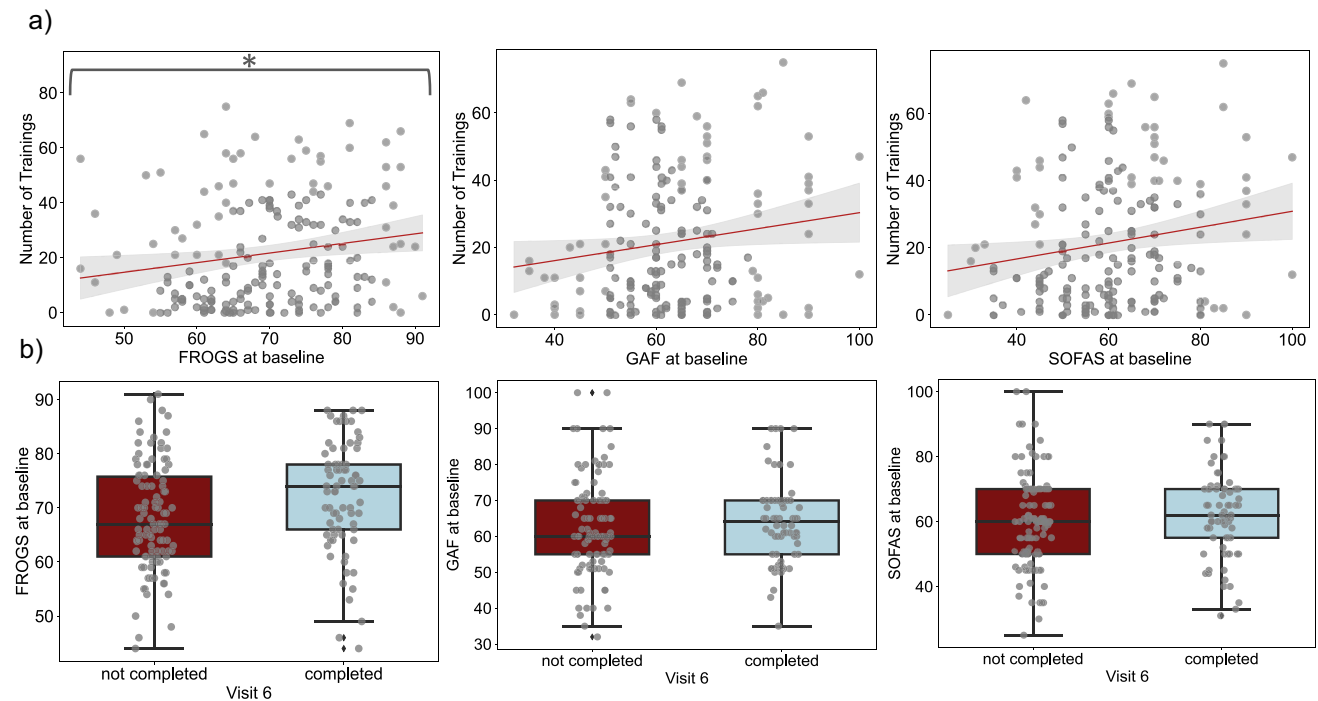 a)
*
Number of Trainings
80
60
40
20
0
50 60 70 80 90
FROGS at baseline
Number of Trainings
60
40
20
0
40 60 80 100
GAF at baseline
Number of Trainings
60
40
20
0
40 60 80 100
SOFAS at baseline
b)
FROGS at baseline
90
80
70
60
50
not completed completed
Visit 6
GAF at baseline
100
90
80
70
60
50
40
30
not completed completed
Visit 6
SOFAS at baseline
100
80
60
40
not completed completed
Visit 6